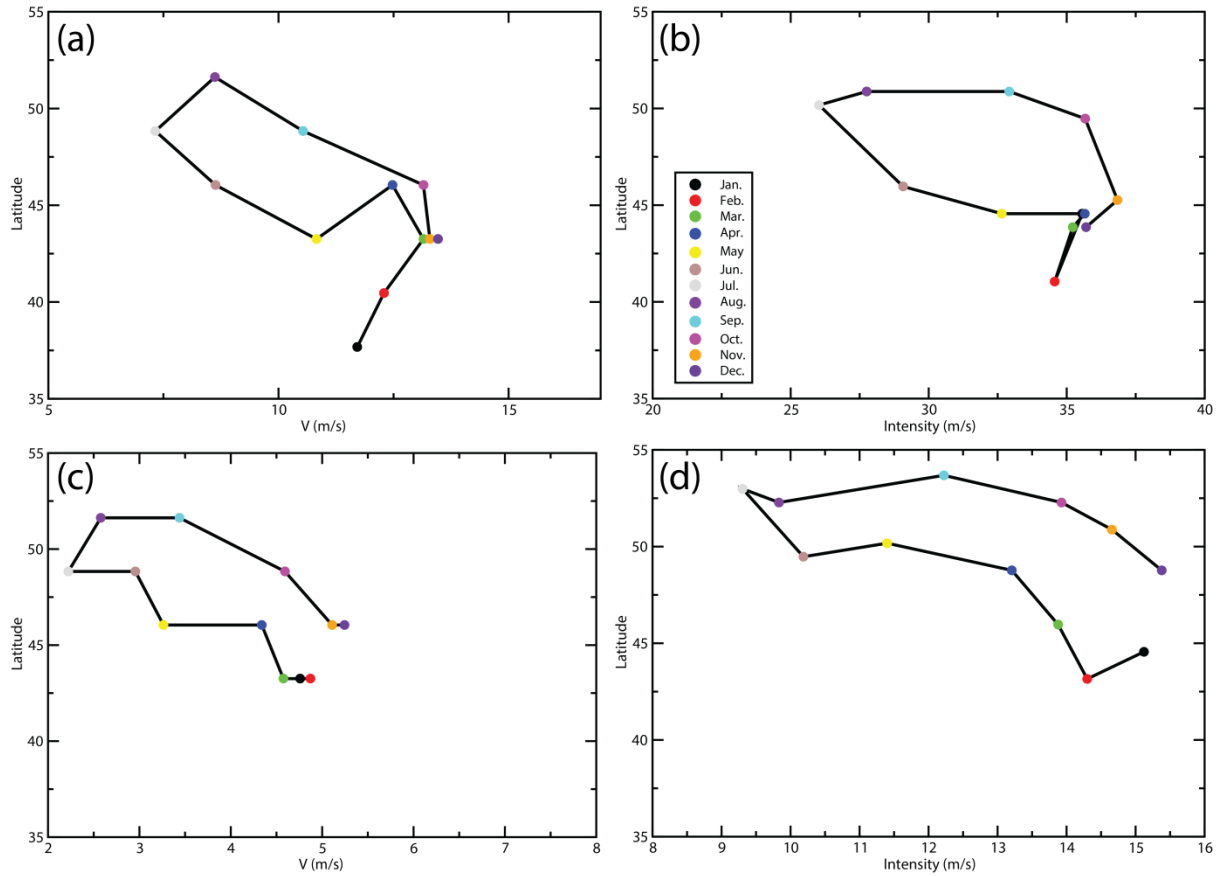 (a)
55
50
45
40
35
Latitude
5
10
15
V (m/s)
(b)
55
50
45
40
35
Latitude
20
25
30
35
40
Intensity (m/s)
Jan.
Feb.
Mar.
Apr.
May
Jun.
Jul.
Aug.
Sep.
Oct.
Nov.
Dec.
(c)
55
50
45
40
35
Latitude
2
3
4
5
6
7
8
V (m/s)
(d)
55
50
45
40
35
Latitude
8
9
10
11
12
13
14
15
16
Intensity (m/s)